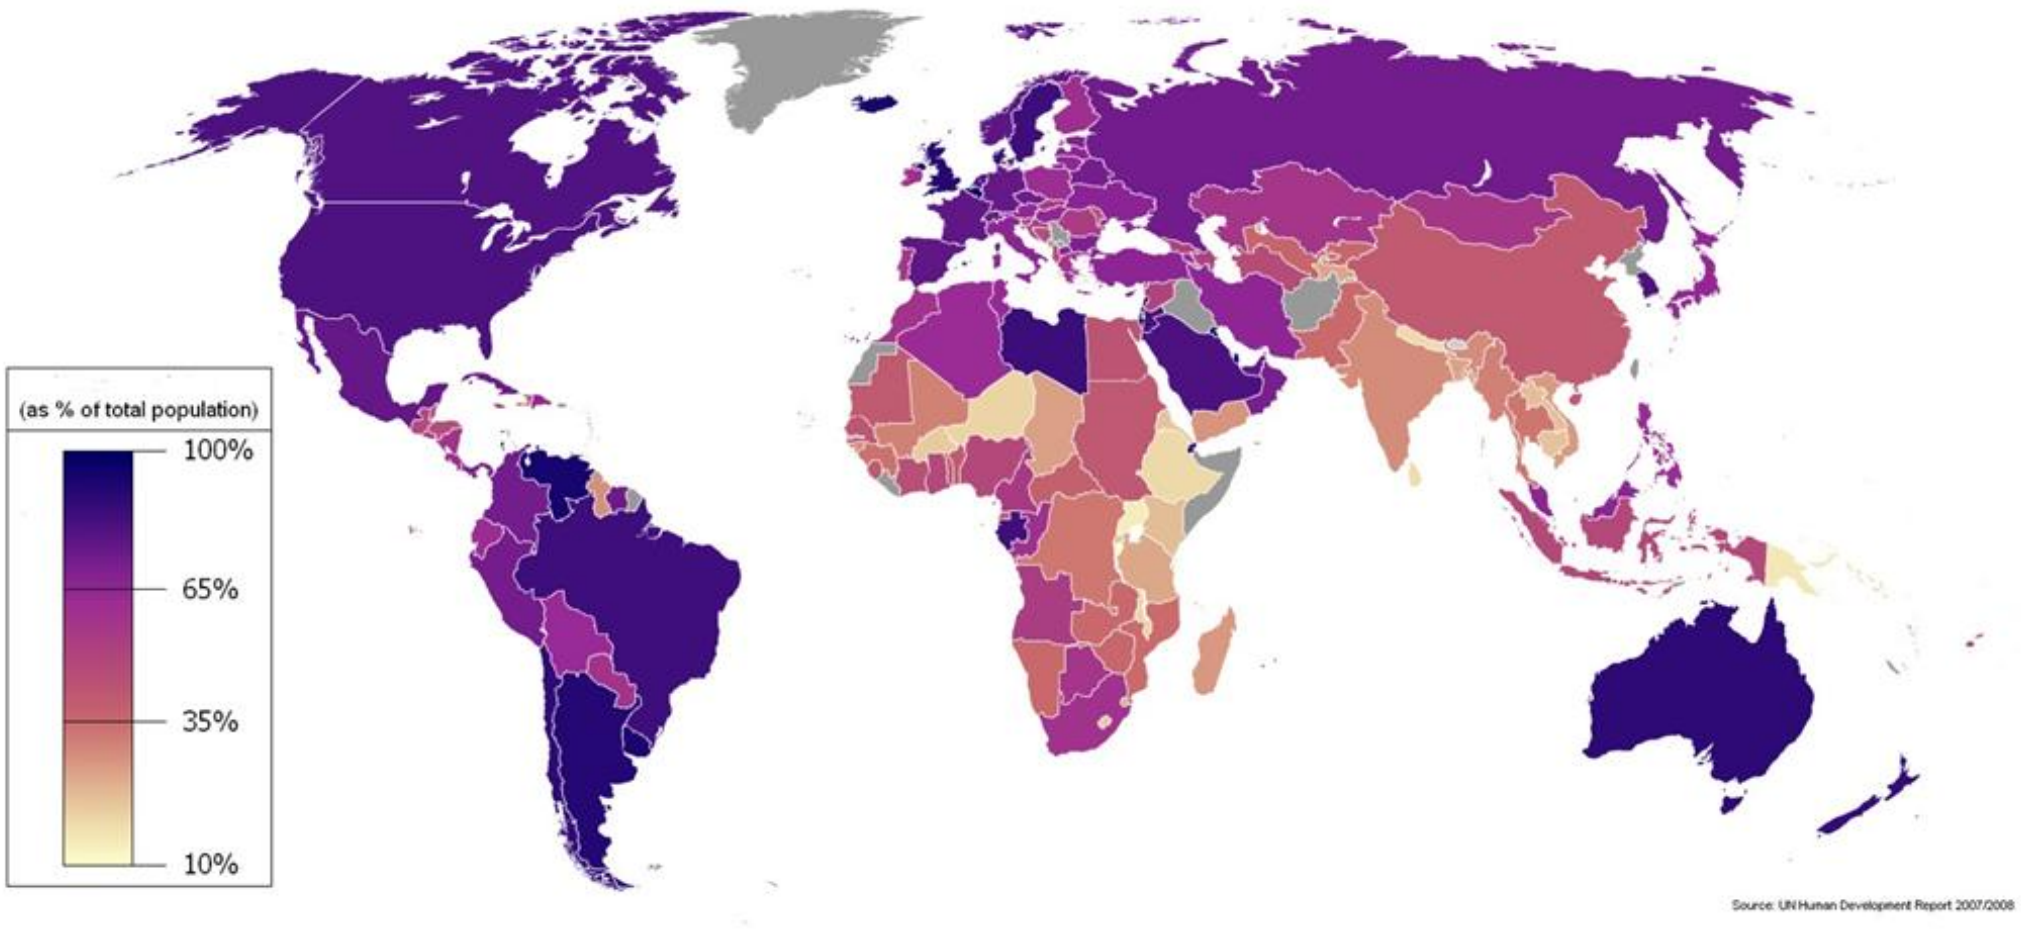 (as % of total population)
100%
65%
35%
10%
Source: UN Human Development Report 2007/2008